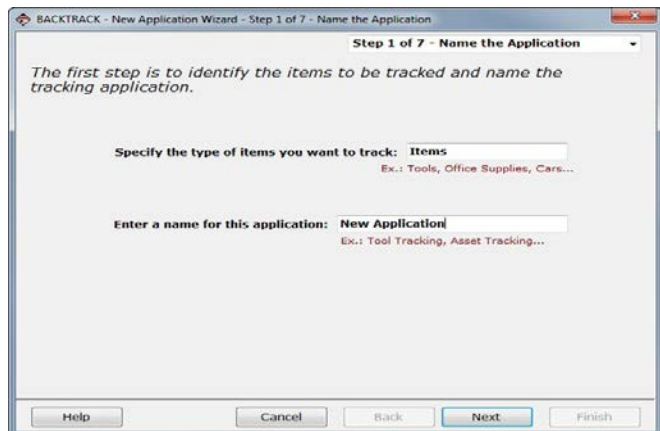 BACKTRACK - New Application Wizard - Step 1 of 7 - Name the Application
Step 1 of 7 - Name the Application
The first step is to identify the items to be tracked and name the
tracking application.
Specify the type of items you want to track: Items
Ex.: Tools, Office Supplies, Cars...
Enter a name for this application: New Application
Ex.: Tool Tracking, Asset Tracking...
Help Cancel Back Next Finish